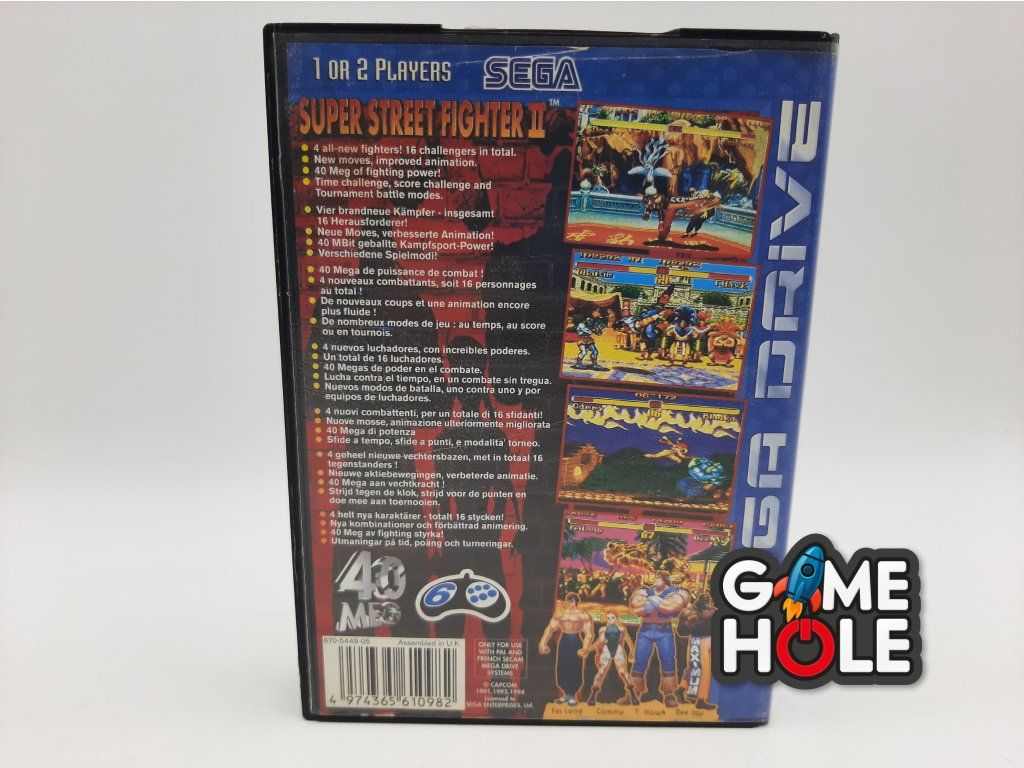 1 OR 2 PLAYERS
SEGA
SUPER STREET FIGHTER II™
4 all-new fighters! 16 challengers in total.
New moves, improved animation.
40 Meg of fighting power!
Time challenge, score challenge and
Tournament battle modes.
Vier brandneue Kämpfer - insgesamt
16 Herausforderer!
Neue Moves, verbesserte Animation!
40 MBit geballte Kampfsport-Power!
Verschiedene Spielmodi!
40 Mega de puissance de combat !
4 nouveaux combattants, soit 16 personnages
au total !
De nouveaux coups et une animation encore
plus fluide !
De nombreux modes de jeu : au temps, au score
ou en tournois.
4 nuevos luchadores, con increibles poderes.
Un total de 16 luchadores.
40 Megas de poder en el combate.
Lucha contra el tiempo, en un combate sin tregua.
Nuevos modos de batalla, uno contra uno y por
equipos de luchadores.
4 nuovi combattenti, per un totale di 16 sfidanti!
Nuove mosse, animazione ulteriormente migliorata
40 Mega di potenza
Sfide a tempo, sfide a punti, e modalita' torneo.
4 geheel nieuwe vechtersbazen, met in totaal 16
tegenstanders !
Nieuwe aktiebewegingen, verbeterde animatie.
40 Mega aan vechtkracht !
Strijd tegen de klok, strijd voor de punten en
doe mee aan toernooien.
4 helt nya karaktärer - totalt 16 stycken!
Nya kombinationer och förbättrad animering.
40 Meg av fighting styrka!
Utmaningar på tid, poäng och turneringar.
40
MEG
6
670-5449-05 Assembled in U.K.
4 974365 610982
ONLY FOR USE
WITH PAL AND
FRENCH SECAM
MEGA DRIVE
SYSTEMS
© CAPCOM
1991, 1993, 1994
Licensed to
SEGA ENTERPRISES, Ltd.
Cammy
67
Fei Long Cammy T. Hawk Dee Jay
MAXIMUM
GA DRIVE
GAME
HOLE